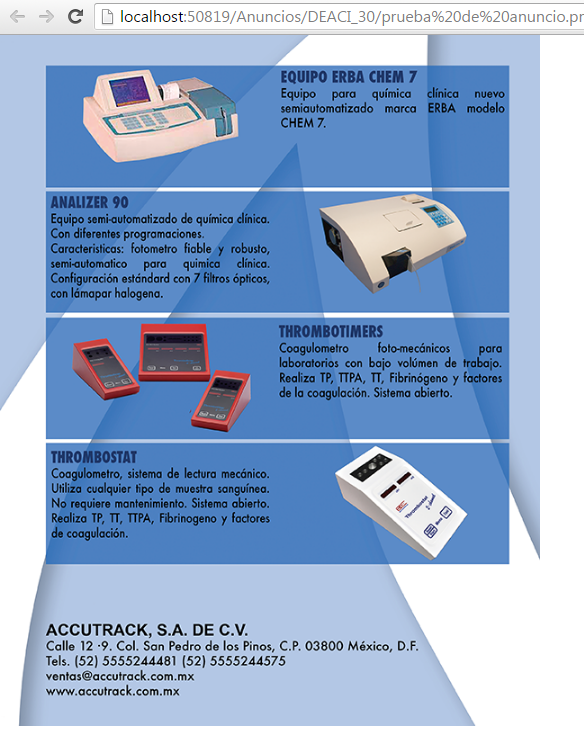 localhost:50819/Anuncios/DEACI_30/prueba%20de%20anuncio.pr
EQUIPO ERBA CHEM 7
Equipo para química clínica nuevo
semiautomatizado marca ERBA modelo
CHEM 7.
ANALIZER 90
Equipo semi-automatizado de química clínica.
Con diferentes programaciones.
Caracteristicas: fotometro fiable y robusto,
semi-automatico para quimica clínica.
Configuración estándard con 7 filtros ópticos,
con lámapar halogena.
THROMBOTIMERS
Coagulometro foto-mecánicos para
laboratorios con bajo volúmen de trabajo.
Realiza TP, TTPA, TT, Fibrinógeno y factores
de la coagulación. Sistema abierto.
THROMBOSTAT
Coagulometro, sistema de lectura mecánico.
Utiliza cualquier tipo de muestra sanguínea.
No requiere mantenimiento. Sistema abierto.
Realiza TP, TT, TTPA, Fibrinogeno y factores
de coagulación.
Thrombostat
ACCUTRACK, S.A. DE C.V.
Calle 12 ·9. Col. San Pedro de los Pinos, C.P. 03800 México, D.F.
Tels. (52) 5555244481 (52) 5555244575
ventas@accutrack.com.mx
www.accutrack.com.mx